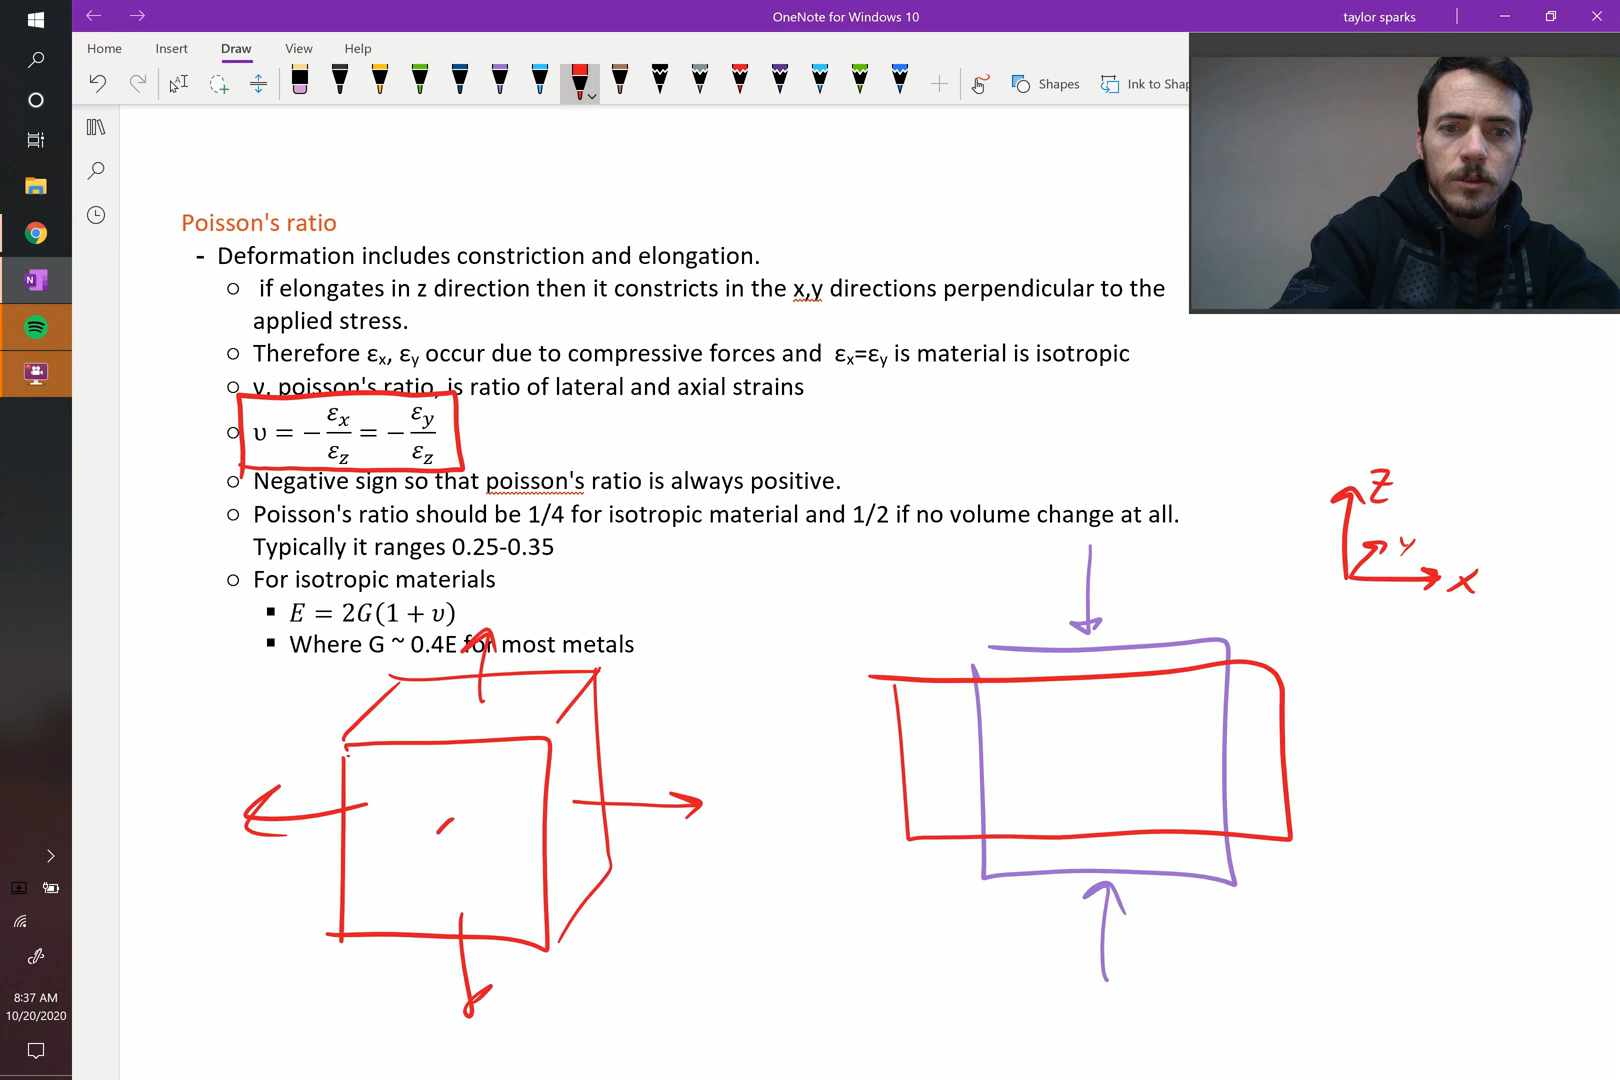 OneNote for Windows 10
taylor sparks
Home Insert Draw View Help
Shapes
Ink to Shap
Poisson's ratio
- Deformation includes constriction and elongation.
○ if elongates in z direction then it constricts in the x,y directions perpendicular to the
applied stress.
○ Therefore εx, εy occur due to compressive forces and εx=εy is material is isotropic
○ ν, poisson's ratio, is ratio of lateral and axial strains
○ υ = − εx/εz = − εy/εz
○ Negative sign so that poisson's ratio is always positive.
○ Poisson's ratio should be 1/4 for isotropic material and 1/2 if no volume change at all.
Typically it ranges 0.25-0.35
○ For isotropic materials
▪ E = 2G(1 + υ)
▪ Where G ~ 0.4E for most metals
Z
y
X
8:37 AM
10/20/2020